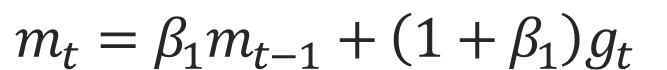 m_t = β_1 m_{t−1} + (1 + β_1) g_t